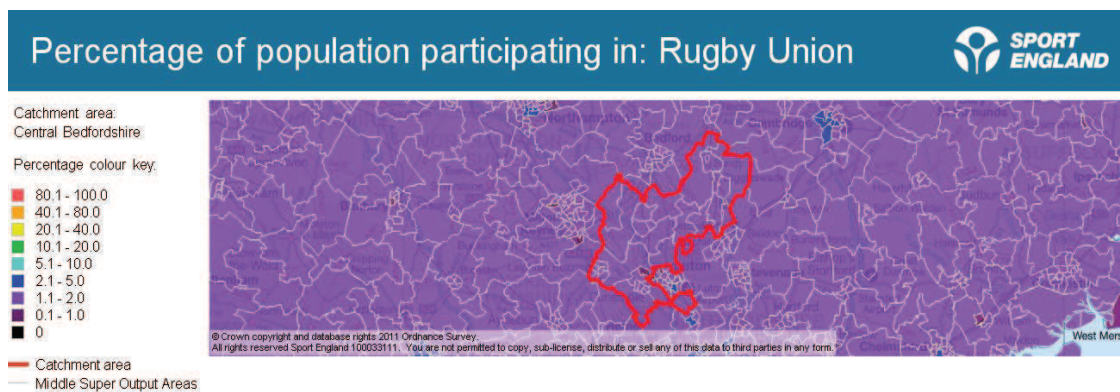 Percentage of population participating in: Rugby Union
SPORT
ENGLAND
Catchment area:
Central Bedfordshire
Percentage colour key:
80.1 - 100.0
40.1 - 80.0
20.1 - 40.0
10.1 - 20.0
5.1 - 10.0
2.1 - 5.0
1.1 - 2.0
0.1 - 1.0
0
Catchment area
Middle Super Output Areas
Northampton
Bedford
West Mers
© Crown copyright and database rights 2011 Ordnance Survey.
All rights reserved Sport England 100033111. You are not permitted to copy, sub-license, distribute or sell any of this data to third parties in any form.